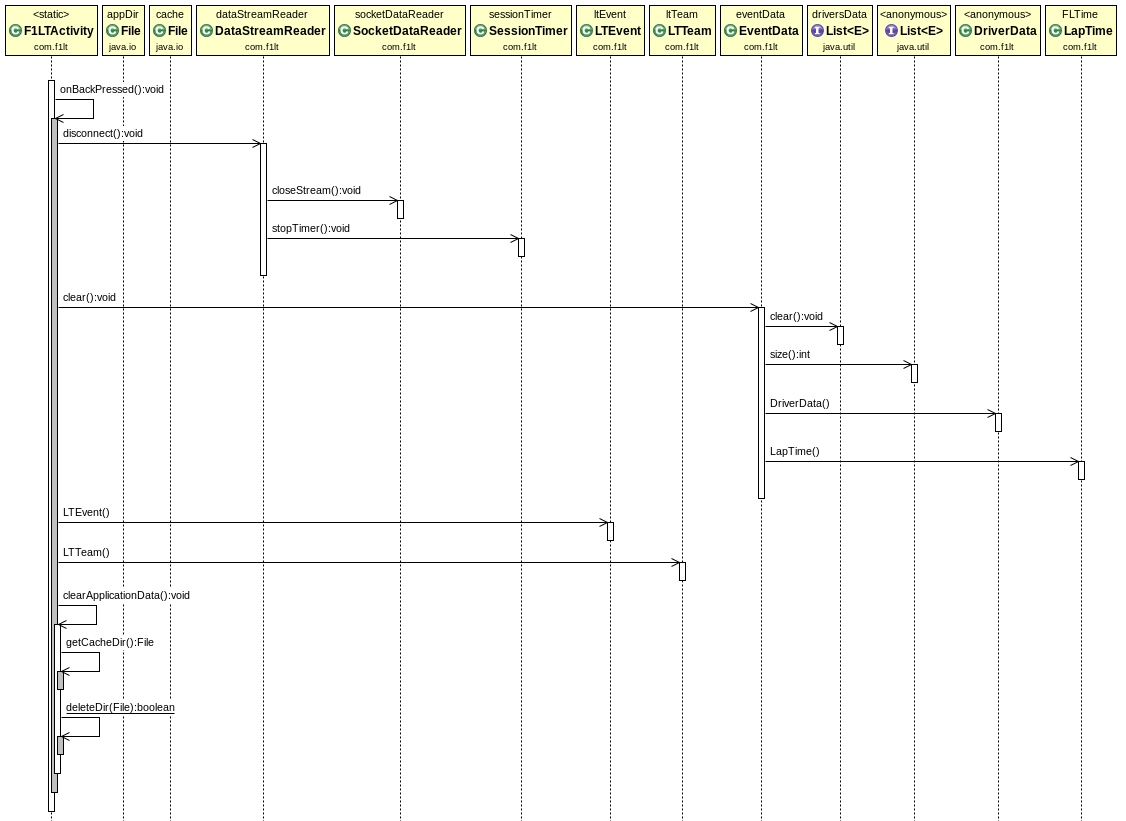 <static>
F1LTActivity
com.f1lt
appDir
File
java.io
cache
File
java.io
dataStreamReader
DataStreamReader
com.f1lt
socketDataReader
SocketDataReader
com.f1lt
sessionTimer
SessionTimer
com.f1lt
ltEvent
LTEvent
com.f1lt
ltTeam
LTTeam
com.f1lt
eventData
EventData
com.f1lt
driversData
List<E>
java.util
<anonymous>
List<E>
java.util
<anonymous>
DriverData
com.f1lt
FLTime
LapTime
com.f1lt
onBackPressed():void
disconnect():void
closeStream():void
stopTimer():void
clear():void
clear():void
size():int
DriverData()
LapTime()
LTEvent()
LTTeam()
clearApplicationData():void
getCacheDir():File
deleteDir(File):boolean